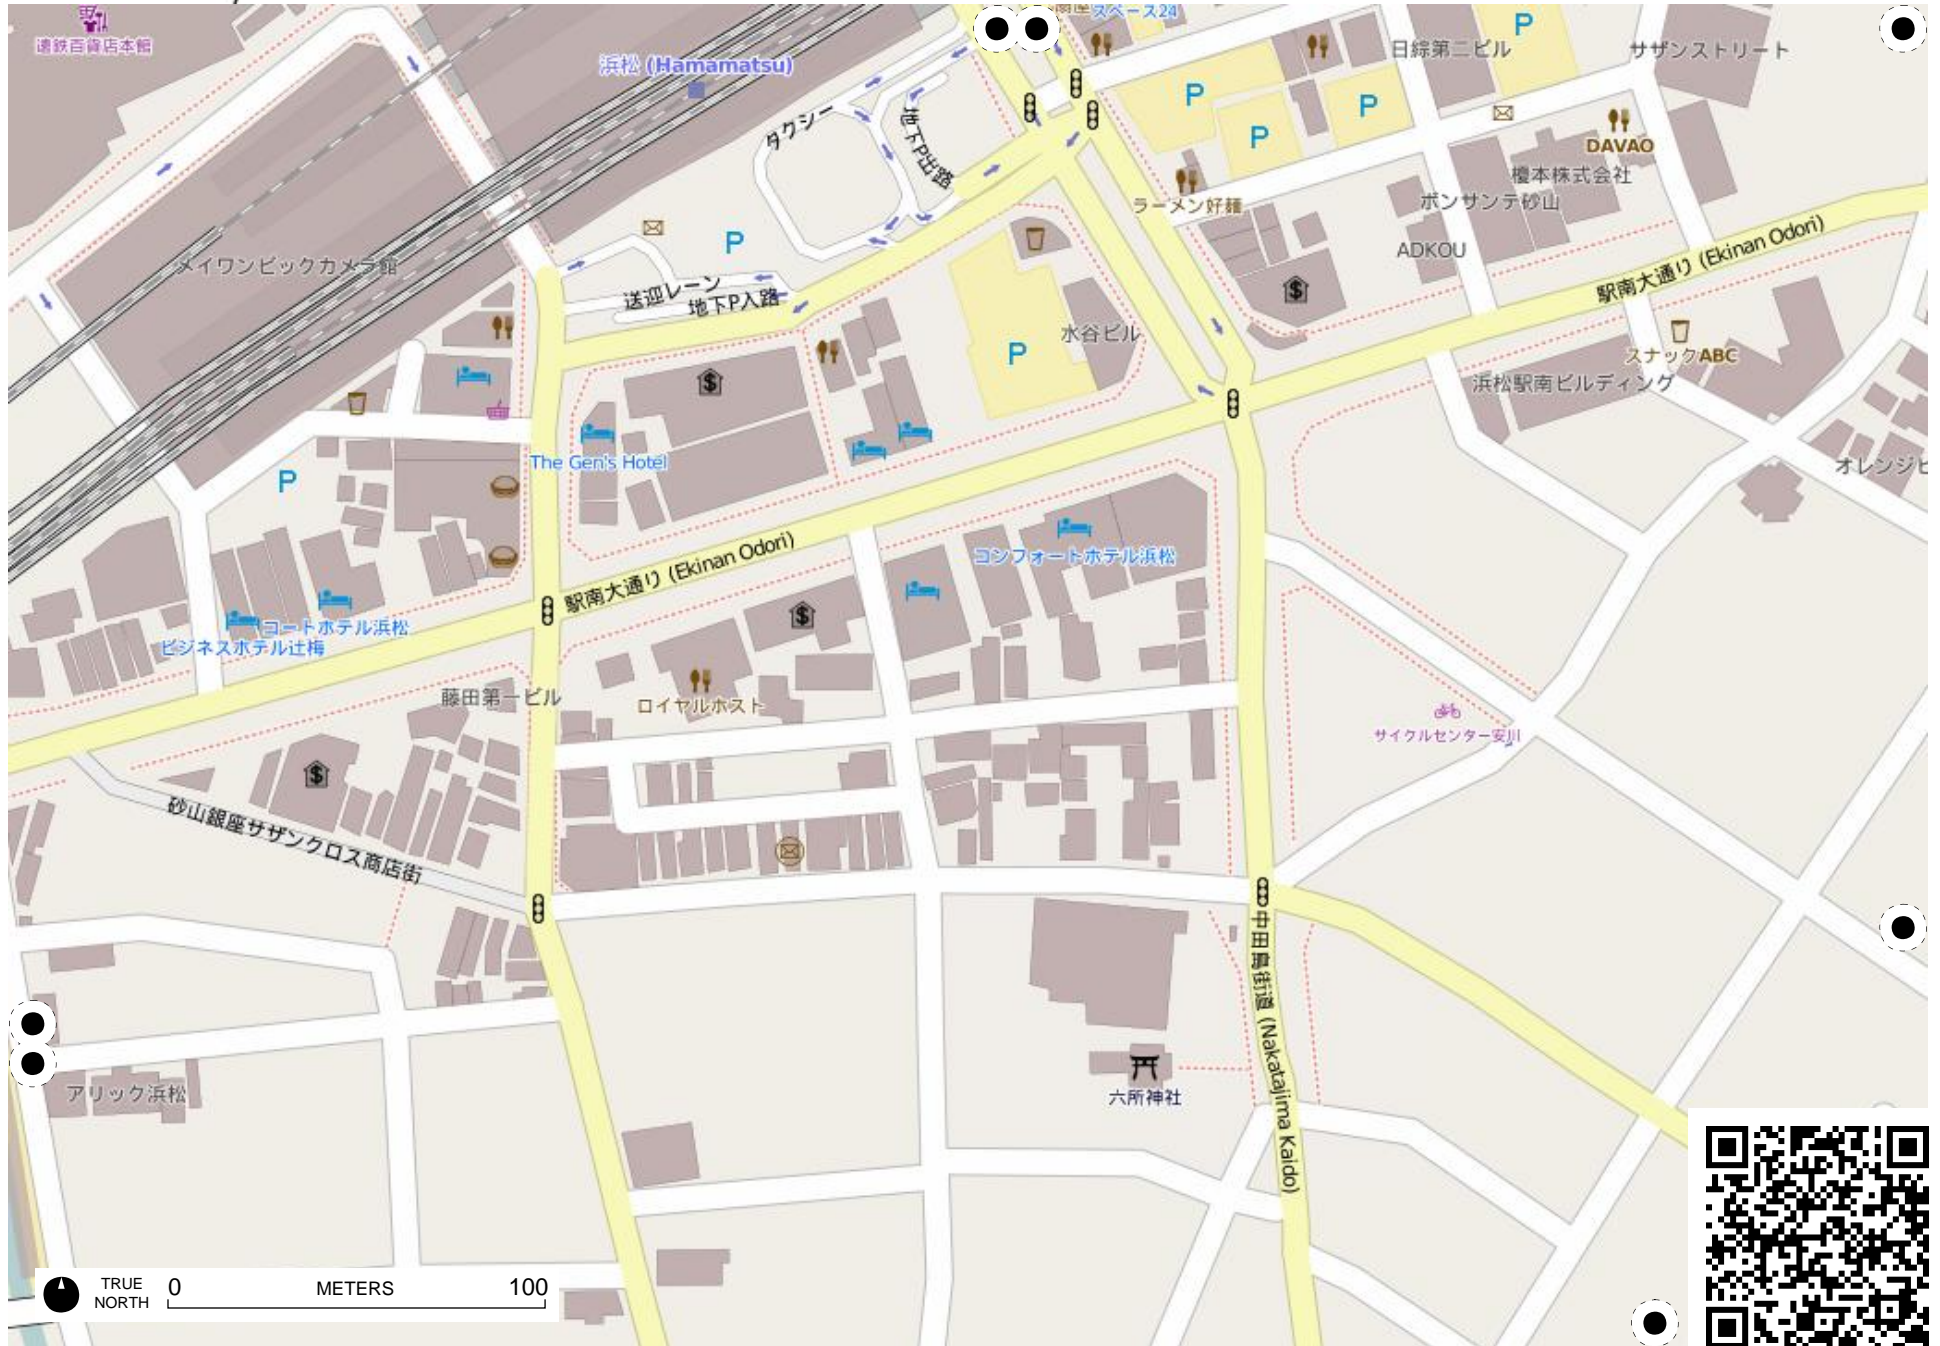 スペース24
遠鉄百貨店本館
浜松 (Hamamatsu)
P
日綜第二ビル
サザンストリート
P
P
P
タクシー
地下P出路
DAVAO
榎本株式会社
ボンサンテ砂山
ラーメン好麺
ADKOU
駅南大通り (Ekinan Odori)
P
メイワンビックカメラ館
送迎レーン
地下P入路
$
水谷ビル
P
スナックABC
浜松駅南ビルディング
$
The Gen's Hotel
オレンジビ
P
駅南大通り (Ekinan Odori)
コンフォートホテル浜松
コートホテル浜松
ビジネスホテル辻梅
$
藤田第一ビル
ロイヤルホスト
サイクルセンター安川
$
砂山銀座サザンクロス商店街
中田島街道 (Nakatajima Kaido)
アリック浜松
六所神社
TRUE
NORTH
0 METERS 100